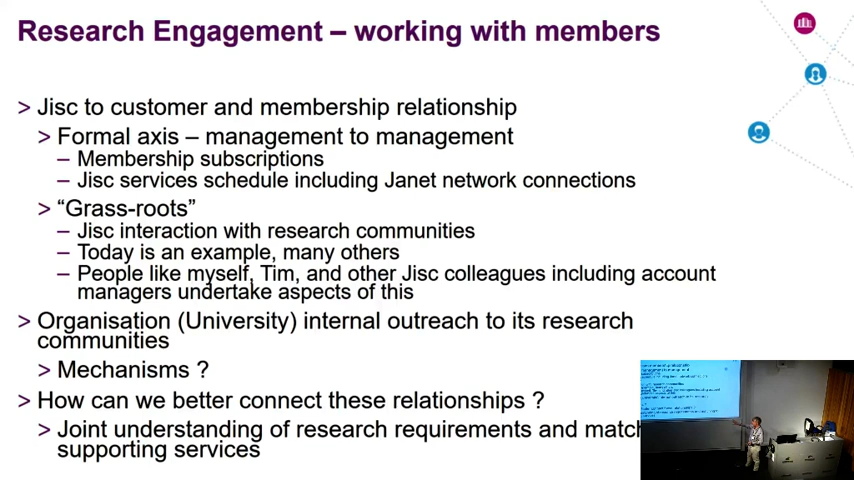 Research Engagement – working with members
> Jisc to customer and membership relationship
> Formal axis – management to management
– Membership subscriptions
– Jisc services schedule including Janet network connections
> “Grass-roots”
– Jisc interaction with research communities
– Today is an example, many others
– People like myself, Tim, and other Jisc colleagues including account
managers undertake aspects of this
> Organisation (University) internal outreach to its research
communities
> Mechanisms ?
> How can we better connect these relationships ?
> Joint understanding of research requirements and
supporting services